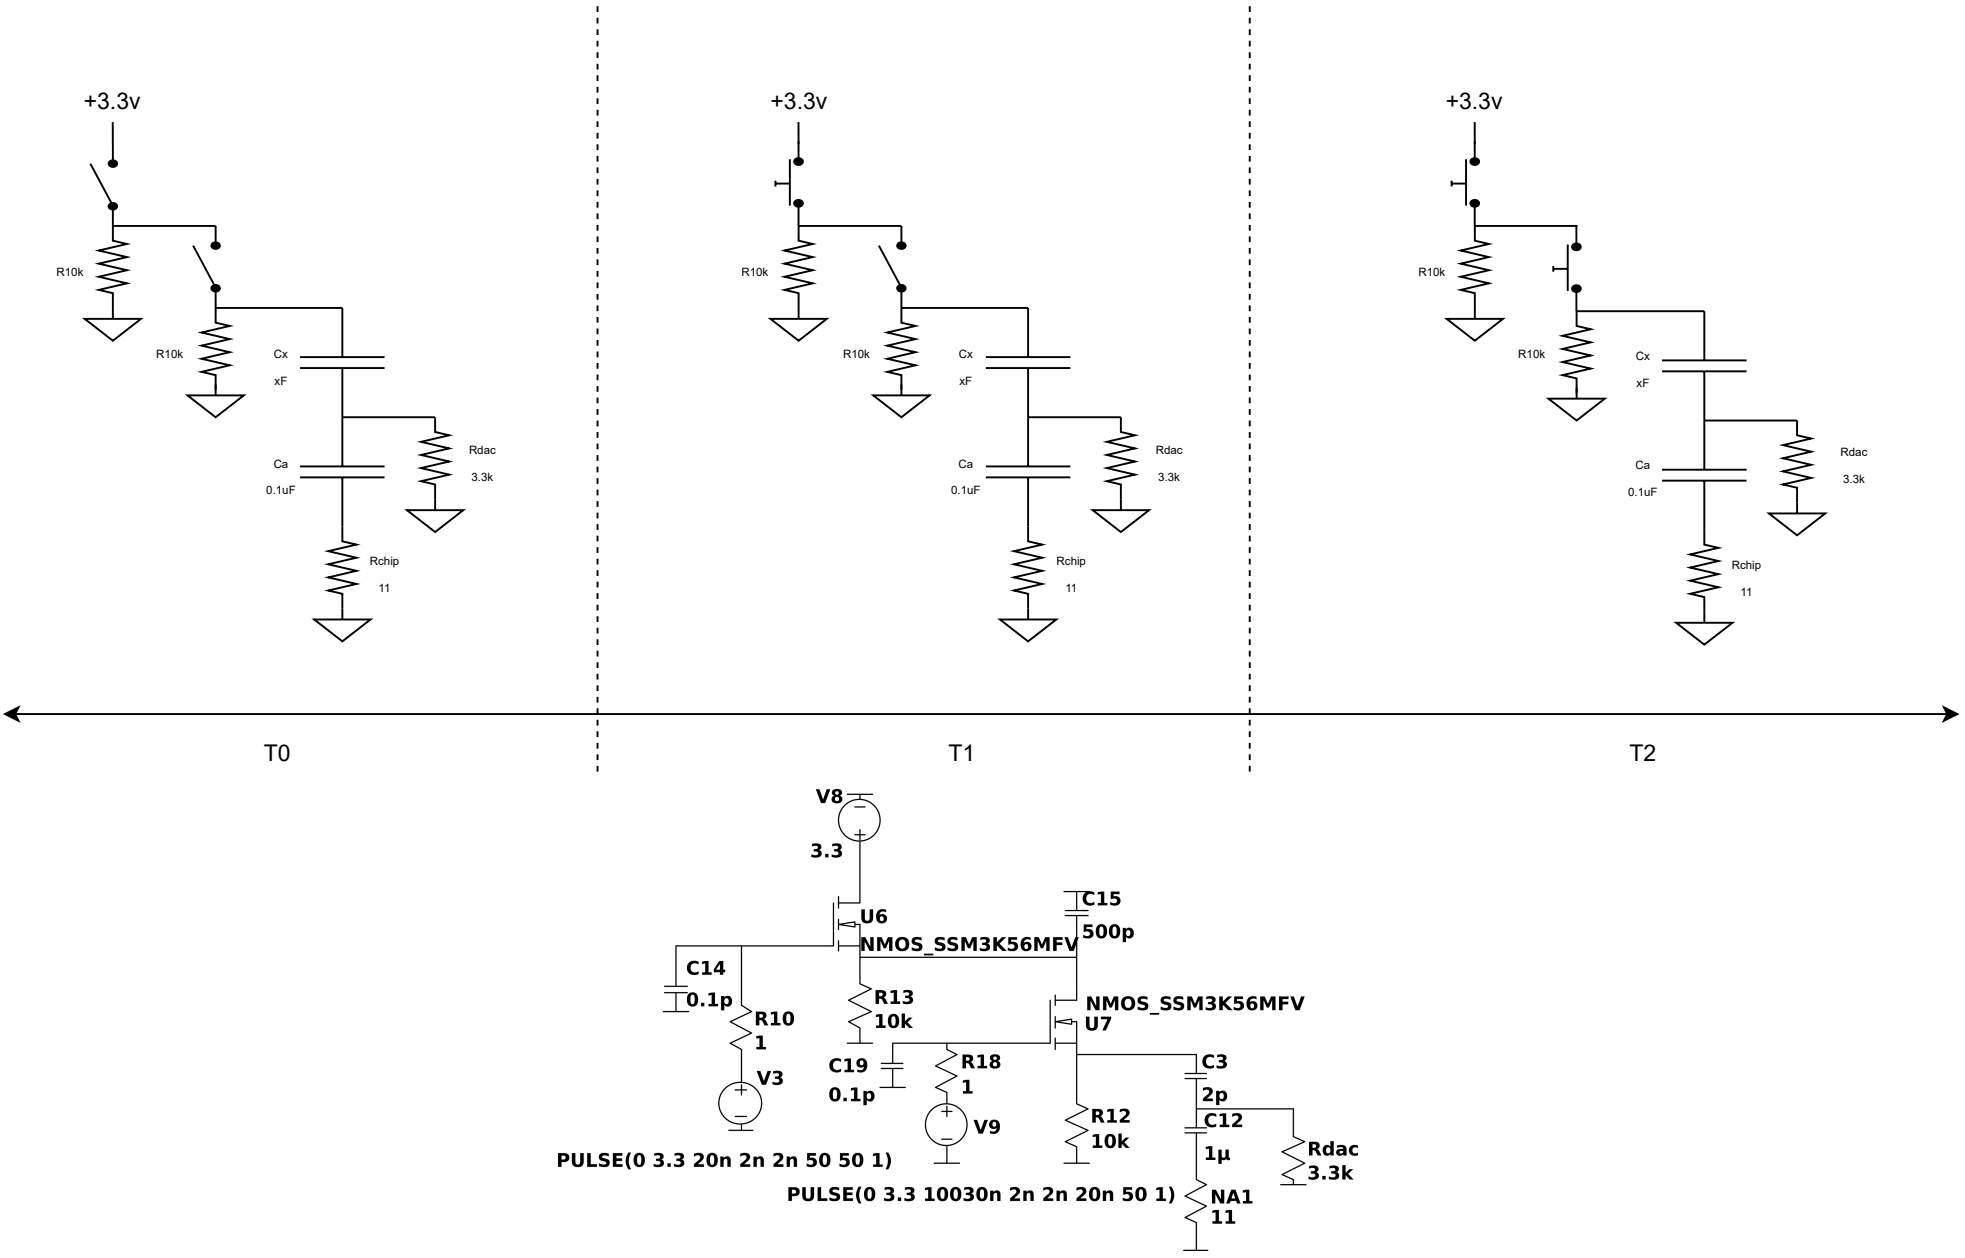 +3.3v
+3.3v
+3.3v
R10k
R10k
R10k
R10k
R10k
R10k
Cx
xF
Cx
xF
Cx
xF
Ca
0.1uF
Ca
0.1uF
Ca
0.1uF
Rdac
3.3k
Rdac
3.3k
Rdac
3.3k
Rchip
11
Rchip
11
Rchip
11
T0
T1
T2
V8
3.3
U6
NMOS_SSM3K56MFV
C15
500p
C14
0.1p
R10
1
V3
PULSE(0 3.3 20n 2n 2n 50 50 1)
R13
10k
NMOS_SSM3K56MFV
U7
C19
0.1p
R18
1
V9
PULSE(0 3.3 10030n 2n 2n 20n 50 1)
R12
10k
C3
2p
C12
1µ
Rdac
3.3k
NA1
11